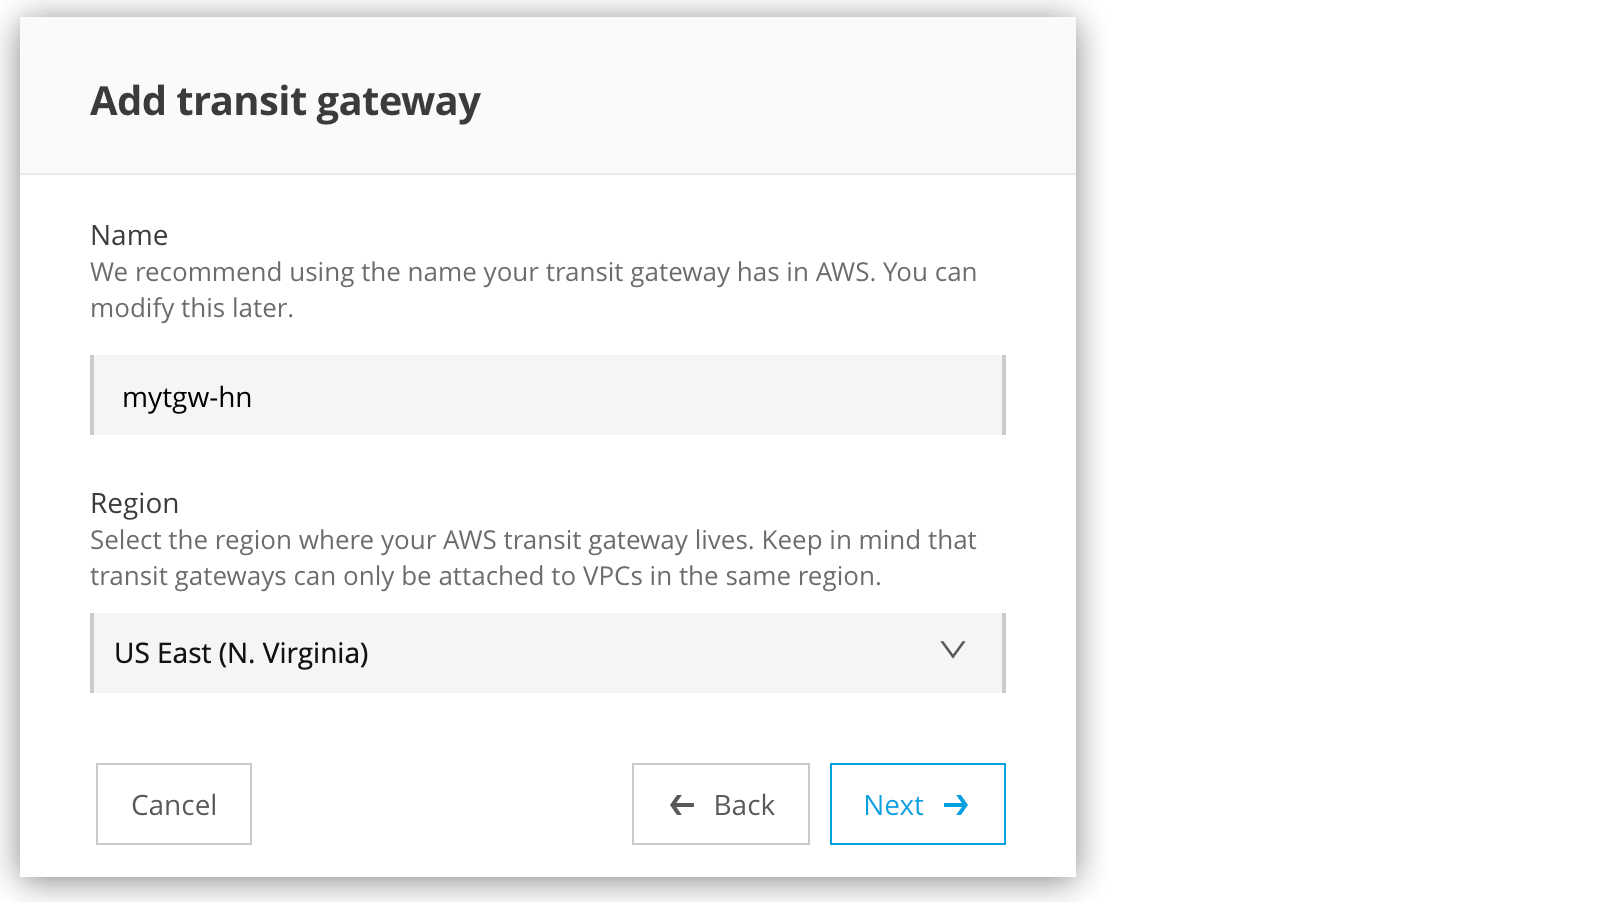 Add transit gateway
Name
We recommend using the name your transit gateway has in AWS. You can
modify this later.
mytgw-hn
Region
Select the region where your AWS transit gateway lives. Keep in mind that
transit gateways can only be attached to VPCs in the same region.
US East (N. Virginia)
Cancel
Back
Next